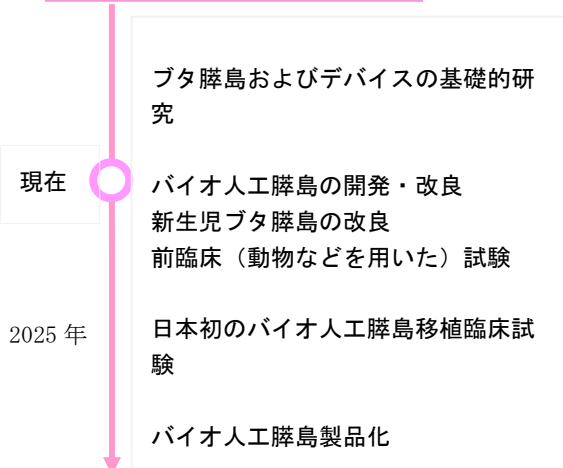 ブタ膵島およびデバイスの基礎的研
究
現在
バイオ人工膵島の開発・改良
新生児ブタ膵島の改良
前臨床（動物などを用いた）試験
2025 年
日本初のバイオ人工膵島移植臨床試
験
バイオ人工膵島製品化